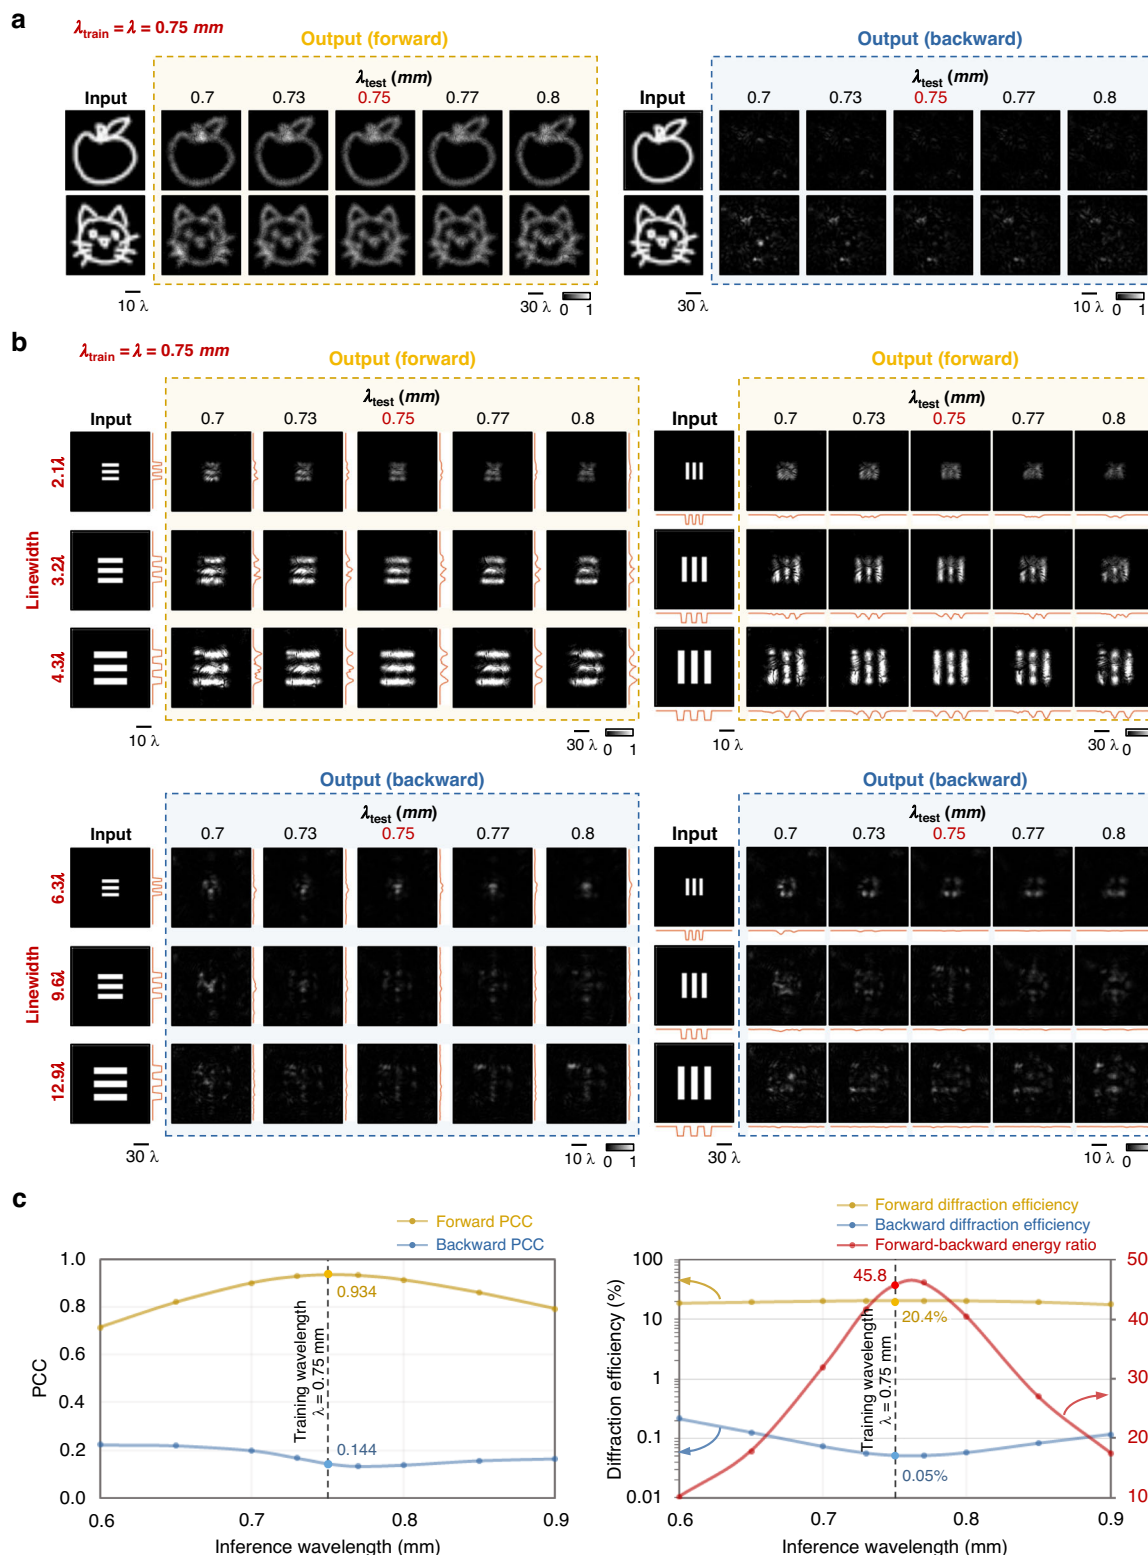 a
λtrain = λ = 0.75 mm
Output (forward)
Output (backward)
λtest (mm)
λtest (mm)
Input
0.7
0.73
0.75
0.77
0.8
Input
0.7
0.73
0.75
0.77
0.8
10 λ
30 λ
0 1
30 λ
10 λ
0 1
b
λtrain = λ = 0.75 mm
Output (forward)
Output (forward)
λtest (mm)
λtest (mm)
Input
0.7
0.73
0.75
0.77
0.8
Input
0.7
0.73
0.75
0.77
0.8
Linewidth
2.1λ
3.2λ
4.3λ
10 λ
30 λ
0 1
10 λ
30 λ
0
Output (backward)
Output (backward)
λtest (mm)
λtest (mm)
Input
0.7
0.73
0.75
0.77
0.8
Input
0.7
0.73
0.75
0.77
0.8
Linewidth
6.3λ
9.6λ
12.9λ
30 λ
10 λ
0 1
30 λ
10 λ
0
c
Forward PCC
Backward PCC
PCC
1.0
0.8
0.6
0.4
0.2
0.0
0.934
0.144
Training wavelength
λ = 0.75 mm
0.6
0.7
0.8
0.9
Inference wavelength (mm)
Forward diffraction efficiency
Backward diffraction efficiency
Forward-backward energy ratio
Diffraction efficiency (%)
100
10
1
0.1
0.01
45.8
20.4%
0.05%
Training wavelength
λ = 0.75 mm
50
40
30
20
10
0.6
0.7
0.8
0.9
Inference wavelength (mm)